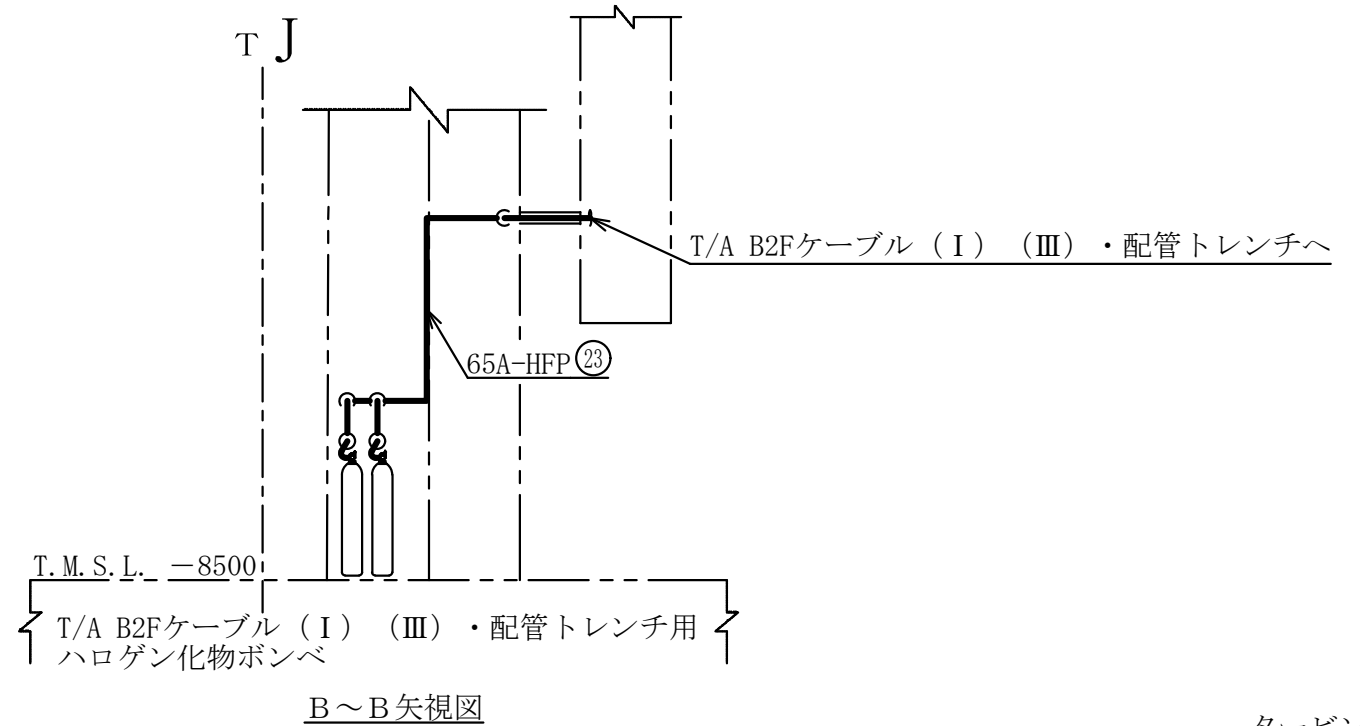 T J
T/A B2Fケーブル（Ⅰ）（Ⅲ）・配管トレンチへ
65A-HFP㉓
T.M.S.L. －8500
T/A B2Fケーブル（Ⅰ）（Ⅲ）・配管トレンチ用
ハロゲン化物ボンベ
Ｂ～Ｂ矢視図